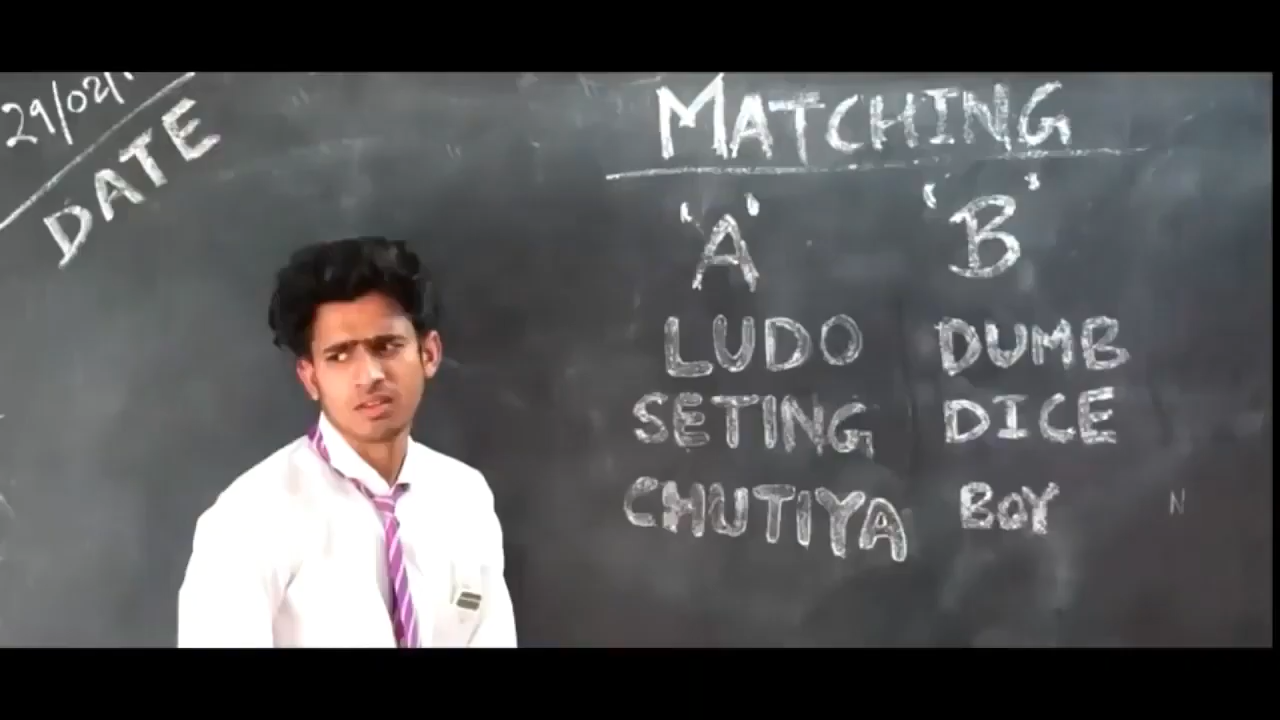 29/02/
DATE
MATCHING
'A' 'B'
LUDO DUMB
SETING DICE
CHUTIYA BOY
N